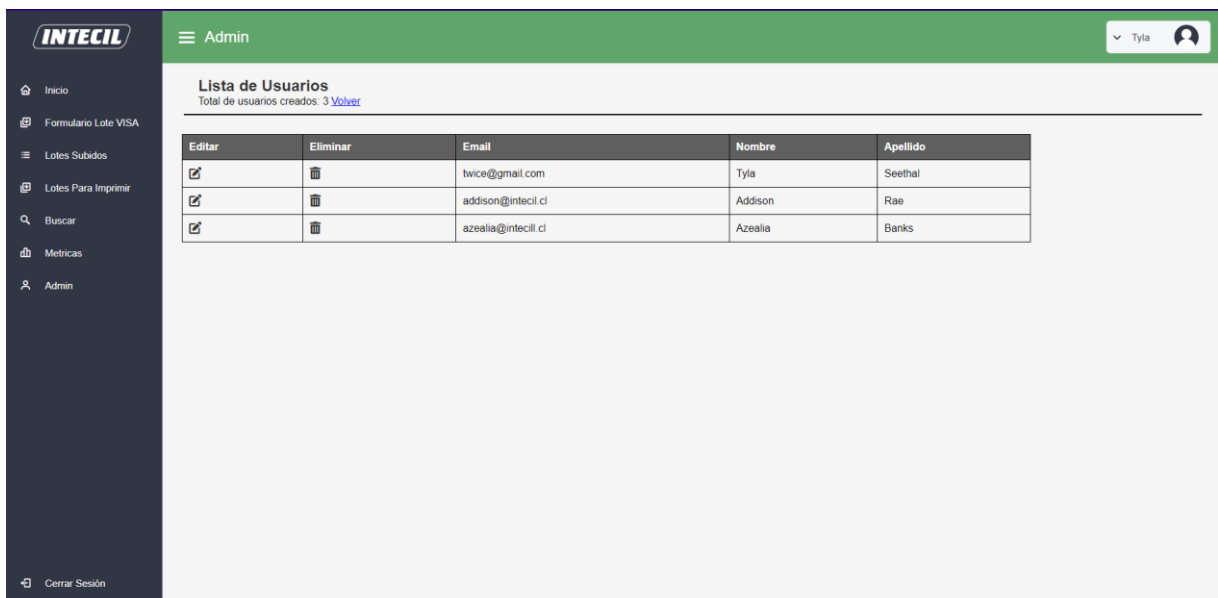 INTECIL
Admin
Tyla
Inicio
Formulario Lote VISA
Lotes Subidos
Lotes Para Imprimir
Buscar
Metricas
Admin
Cerrar Sesión
Lista de Usuarios
Total de usuarios creados: 3 Volver
Editar Eliminar Email Nombre Apellido
twice@gmail.com Tyla Seethal
addison@intecil.cl Addison Rae
azealia@intecill.cl Azealia Banks